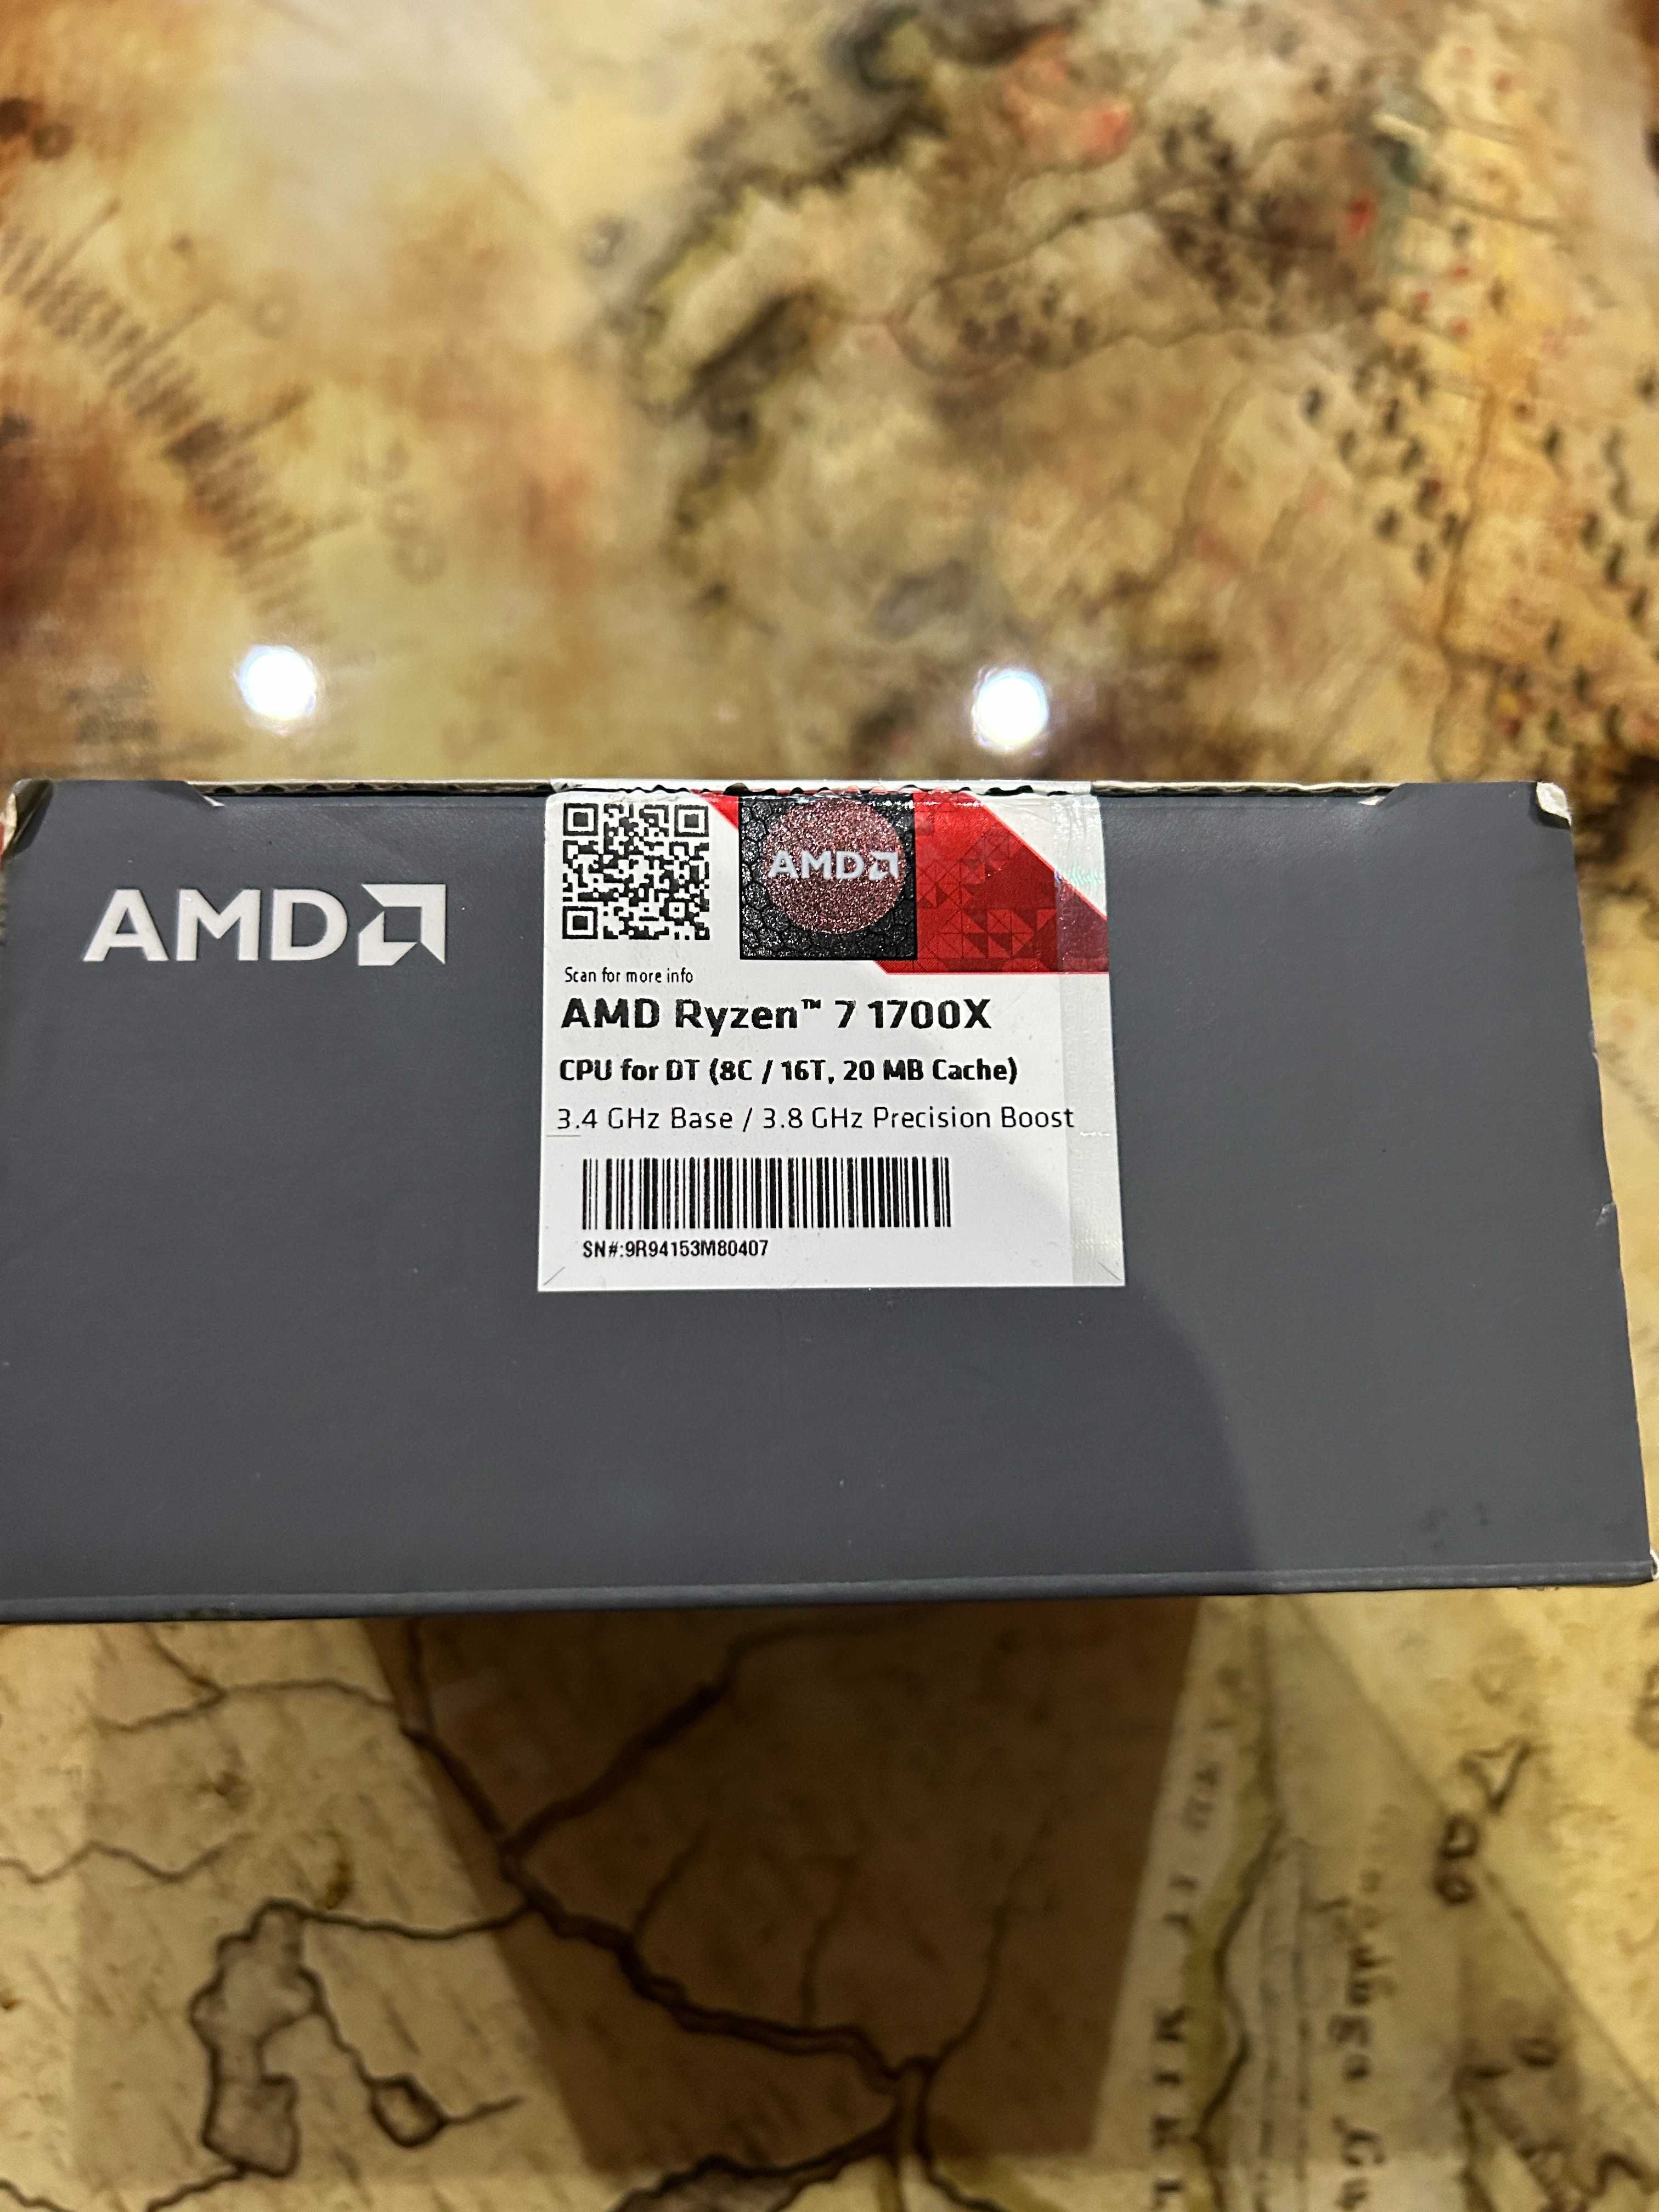 AMD
AMD
Scan for more info
AMD Ryzen™ 7 1700X
CPU for DT (8C / 16T, 20 MB Cache)
3.4 GHz Base / 3.8 GHz Precision Boost
SN#:9R94153M80407